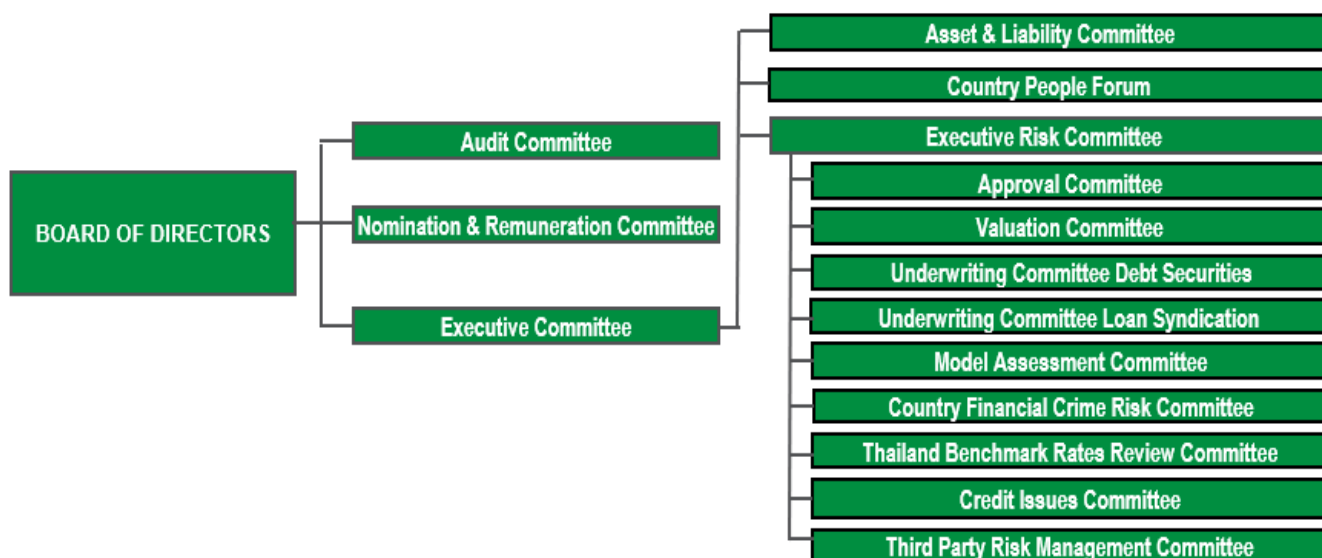 BOARD OF DIRECTORS
Audit Committee
Nomination & Remuneration Committee
Executive Committee
Asset & Liability Committee
Country People Forum
Executive Risk Committee
Approval Committee
Valuation Committee
Underwriting Committee Debt Securities
Underwriting Committee Loan Syndication
Model Assessment Committee
Country Financial Crime Risk Committee
Thailand Benchmark Rates Review Committee
Credit Issues Committee
Third Party Risk Management Committee